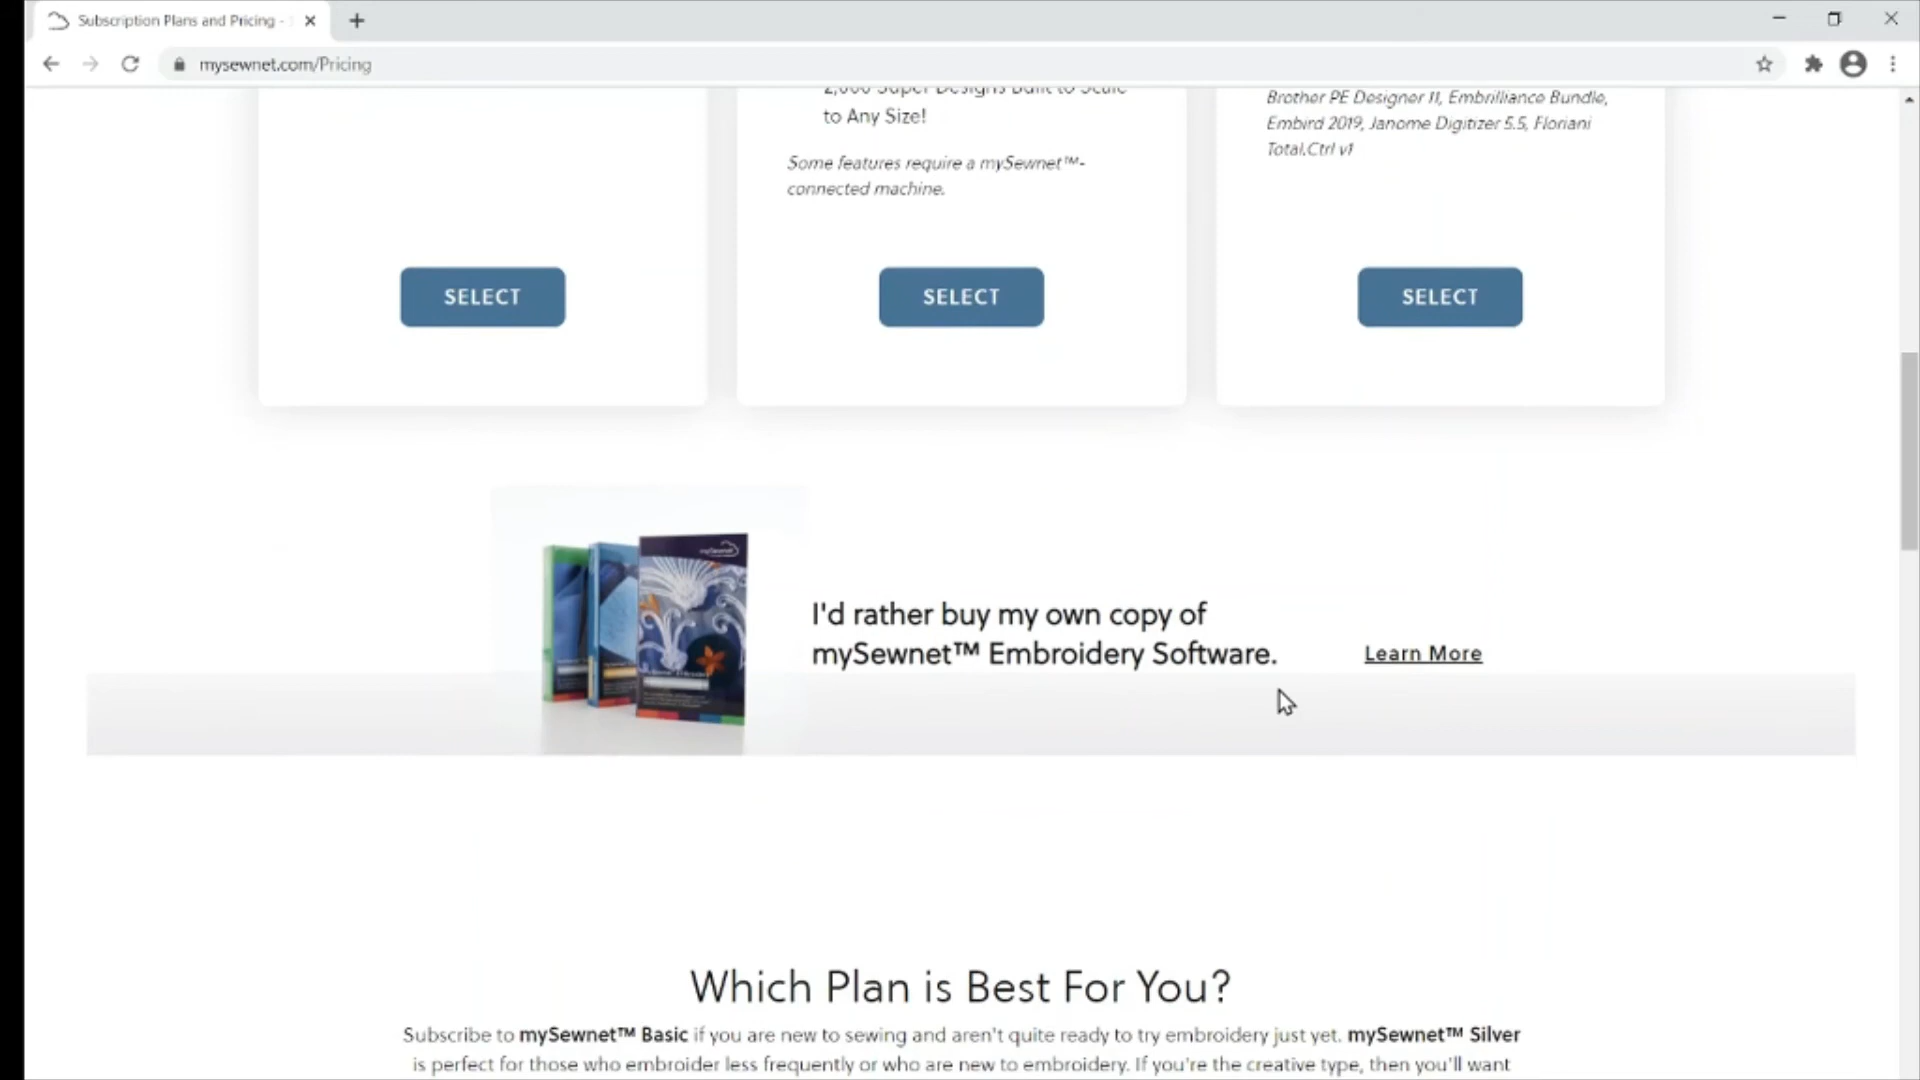 Subscription Plans and Pricing -
mysewnet.com/Pricing
2,000 Super Designs Built to Scale
to Any Size!
Some features require a mySewnet™-
connected machine.
Brother PE Designer 11, Embrilliance Bundle,
Embird 2019, Janome Digitizer 5.5, Floriani
Total.Ctrl v1
SELECT
SELECT
SELECT
mySewnet
I'd rather buy my own copy of
mySewnet™ Embroidery Software.
Learn More
Which Plan is Best For You?
Subscribe to mySewnet™ Basic if you are new to sewing and aren't quite ready to try embroidery just yet. mySewnet™ Silver
is perfect for those who embroider less frequently or who are new to embroidery. If you're the creative type, then you'll want